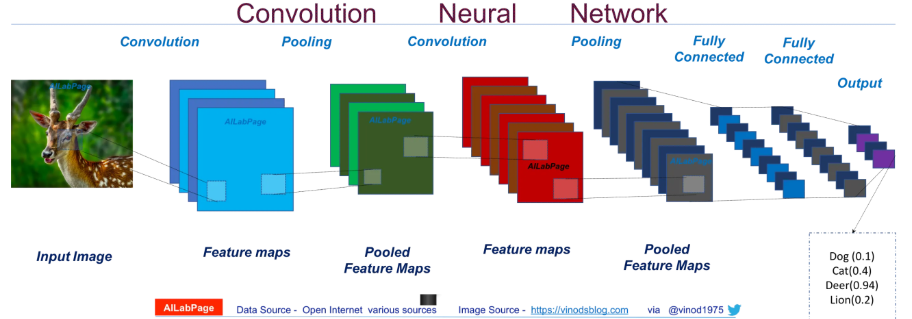 Convolution Neural Network
Convolution Pooling Convolution Pooling Fully Connected Fully Connected Output
AILabPage
AILabPage
AILabPage
AILabPage
AILabPage
Input Image
Feature maps
Pooled
Feature Maps
Feature maps
Pooled
Feature Maps
Dog (0.1)
Cat(0.4)
Deer(0.94)
Lion(0.2)
AILabPage Data Source - Open Internet various sources Image Source - https://vinodsblog.com via @vinod1975